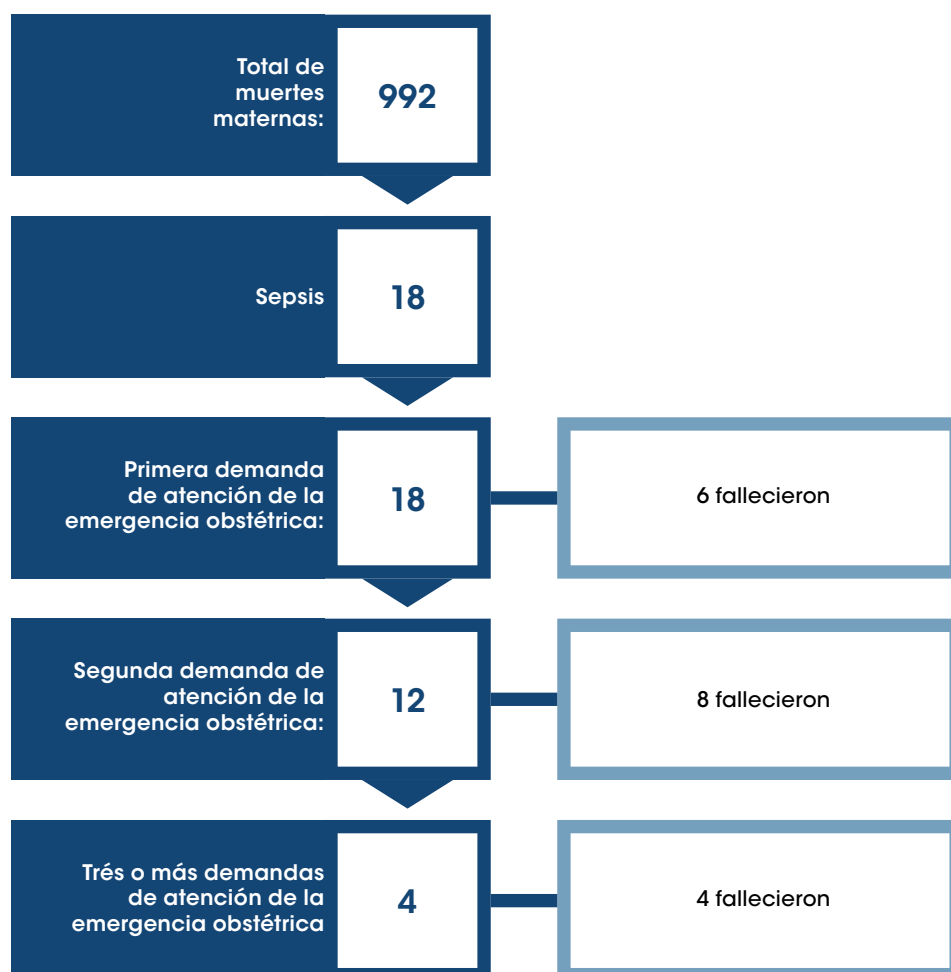 Total de
muertes
maternas:
992
Sepsis
18
Primera demanda
de atención de la
emergencia obstétrica:
18
6 fallecieron
Segunda demanda de
atención de la
emergencia obstétrica:
12
8 fallecieron
Trés o más demandas
de atención de la
emergencia obstétrica
4
4 fallecieron